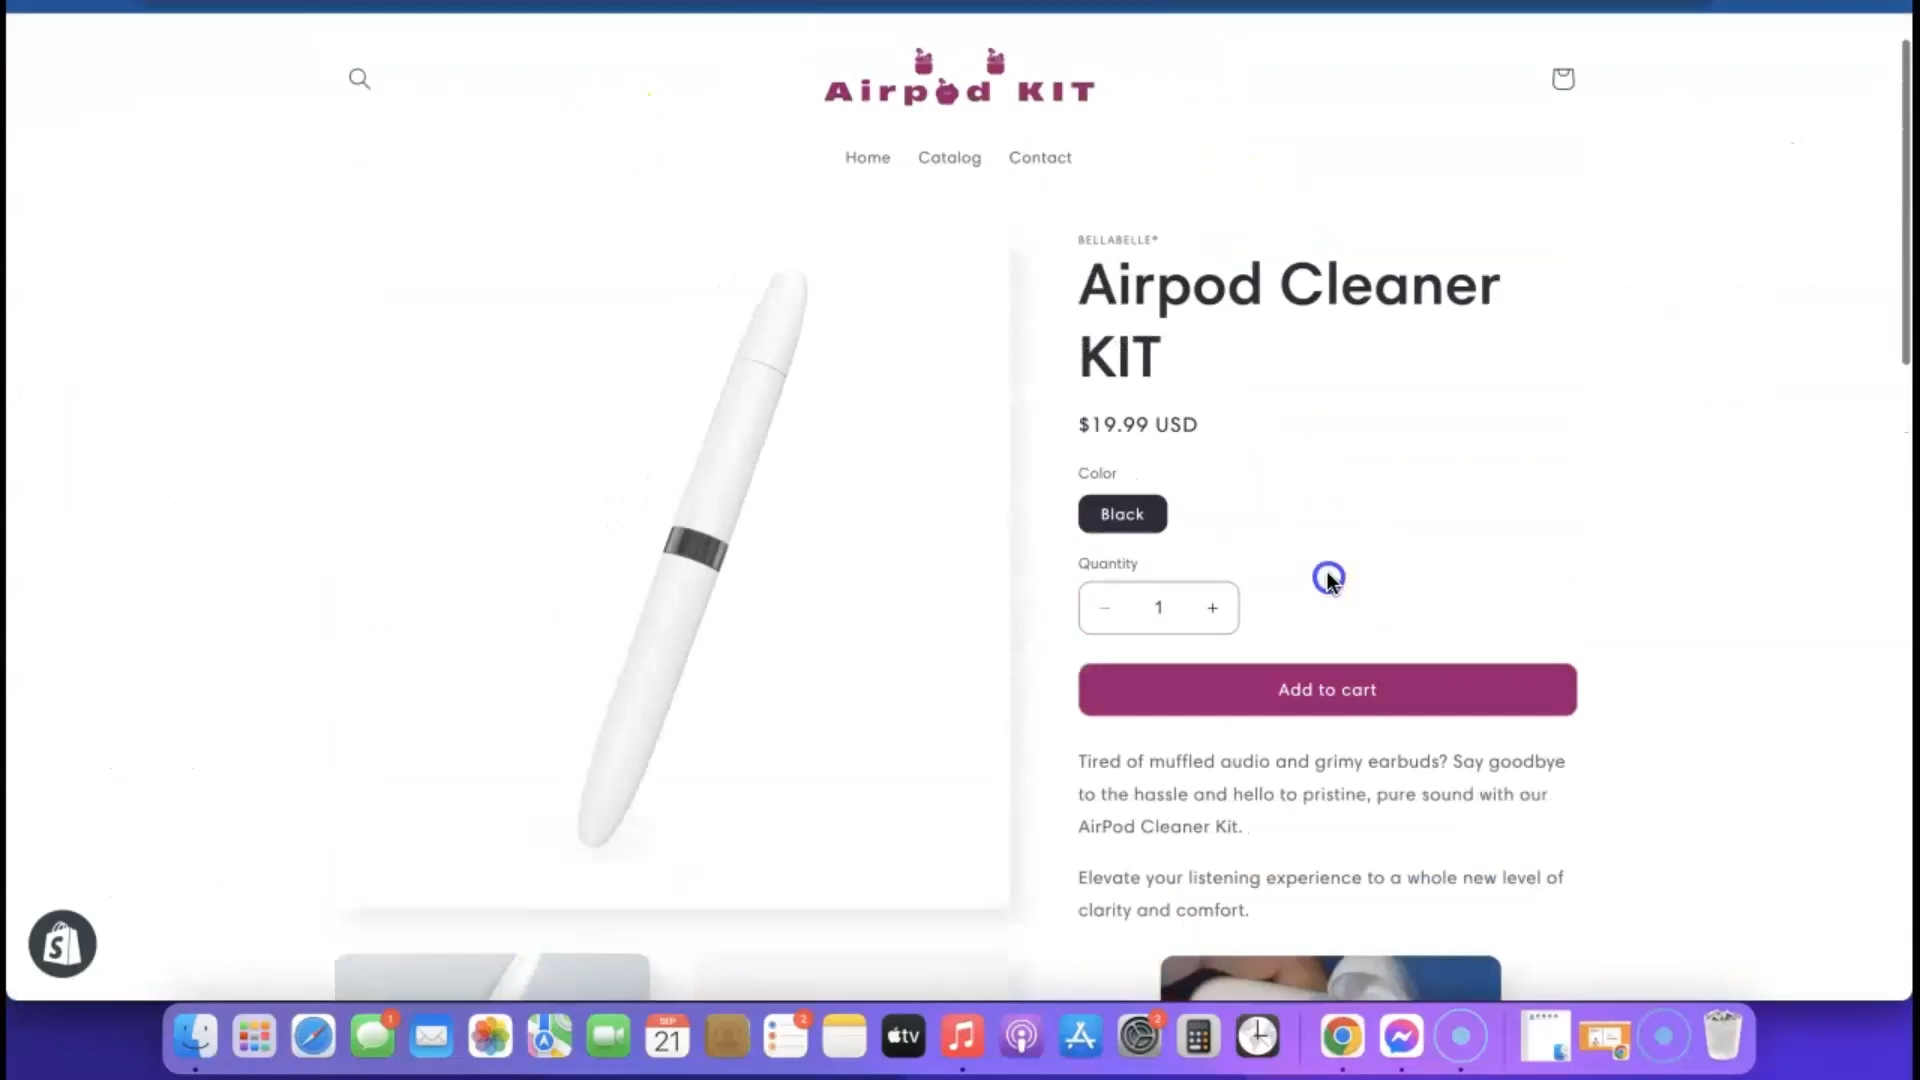 Airpod KIT
Home Catalog Contact
BELLABELLE®
Airpod Cleaner
KIT
$19.99 USD
Color
Black
Quantity
− 1 +
Add to cart
Tired of muffled audio and grimy earbuds? Say goodbye
to the hassle and hello to pristine, pure sound with our
AirPod Cleaner Kit.
Elevate your listening experience to a whole new level of
clarity and comfort.
S
1
SEP
21
2
tv
2